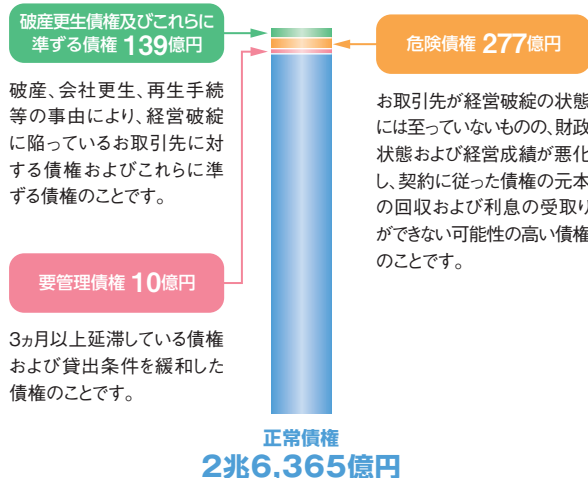 破産更生債権及びこれらに
準ずる債権 139億円
破産、会社更生、再生手続
等の事由により、経営破綻
に陥っているお取引先に対
する債権およびこれらに準
ずる債権のことです。
要管理債権 10億円
3ヵ月以上延滞している債権
および貸出条件を緩和した
債権のことです。
危険債権 277億円
お取引先が経営破綻の状態
には至っていないものの、財政
状態および経営成績が悪化
し、契約に従った債権の元本
の回収および利息の受取り
ができない可能性の高い債権
のことです。
正常債権
2兆6,365億円